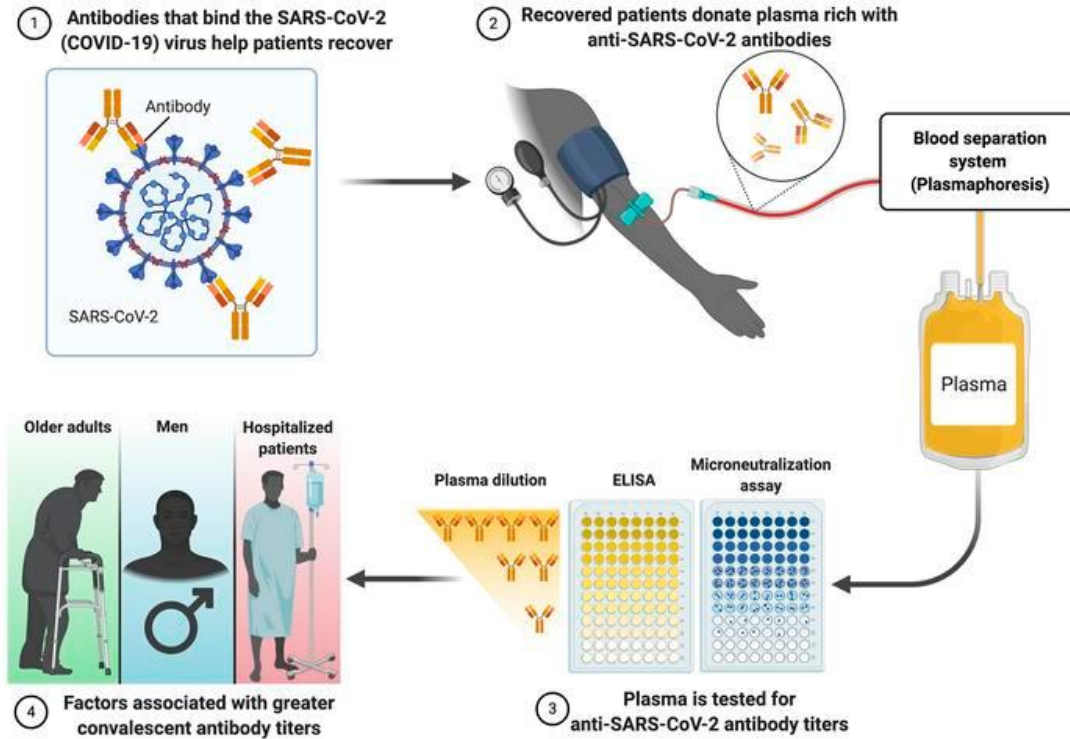 1
Antibodies that bind the SARS-CoV-2
(COVID-19) virus help patients recover
Antibody
SARS-CoV-2
2
Recovered patients donate plasma rich with
anti-SARS-CoV-2 antibodies
Blood separation
system
(Plasmaphoresis)
Plasma
Plasma dilution
ELISA
Microneutralization
assay
3
Plasma is tested for
anti-SARS-CoV-2 antibody titers
Older adults
Men
Hospitalized
patients
4
Factors associated with greater
convalescent antibody titers